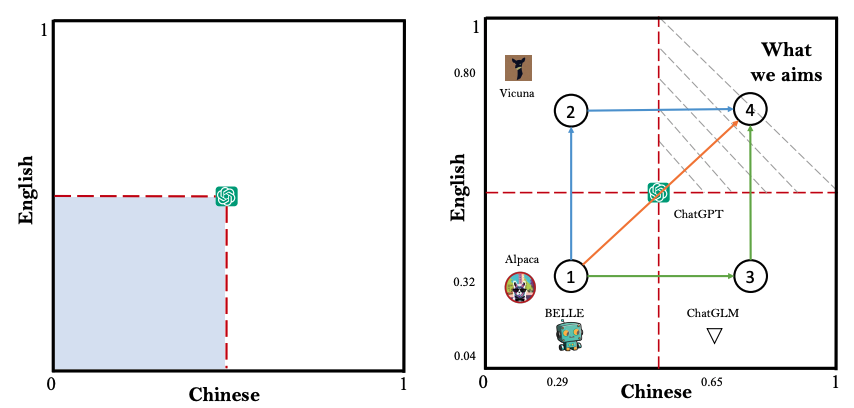 1
English
0
Chinese
1
1
What
we aims
0.80
Vicuna
2
4
English
ChatGPT
Alpaca
0.32
1
3
BELLE
ChatGLM
0.04
0
0.29
Chinese
0.65
1